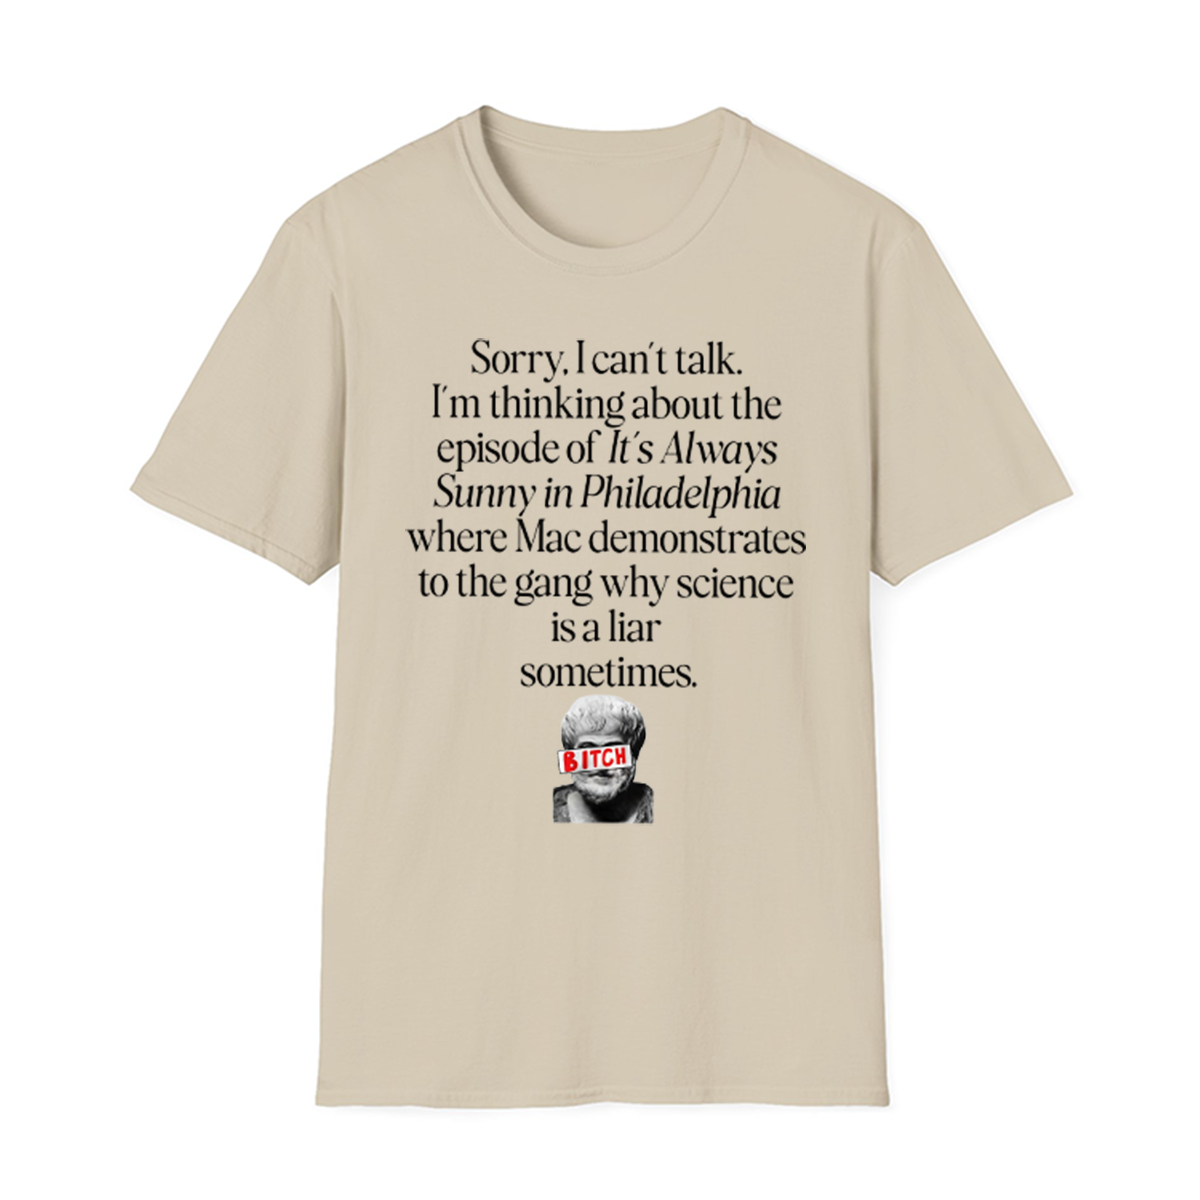 Sorry, I can't talk.
I'm thinking about the
episode of It's Always
Sunny in Philadelphia
where Mac demonstrates
to the gang why science
is a liar
sometimes.
BITCH